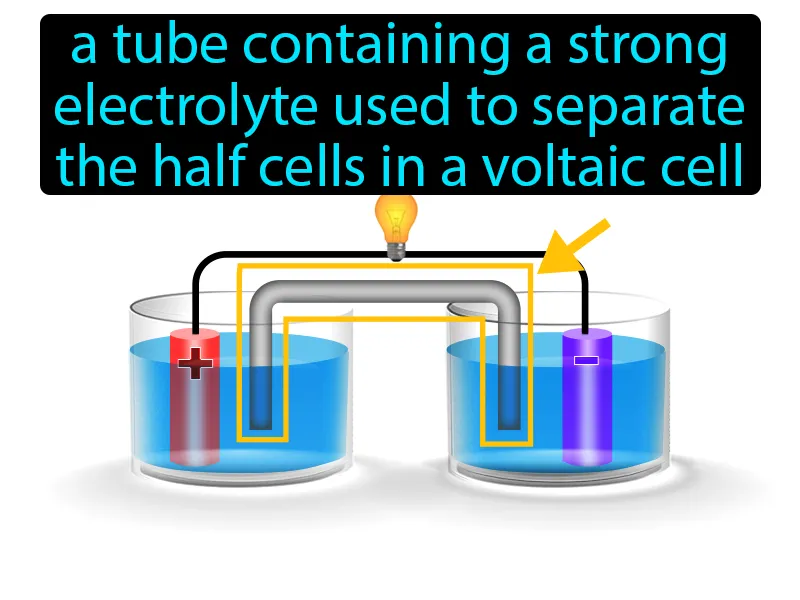 a tube containing a strong
electrolyte used to separate
the half cells in a voltaic cell
+
-